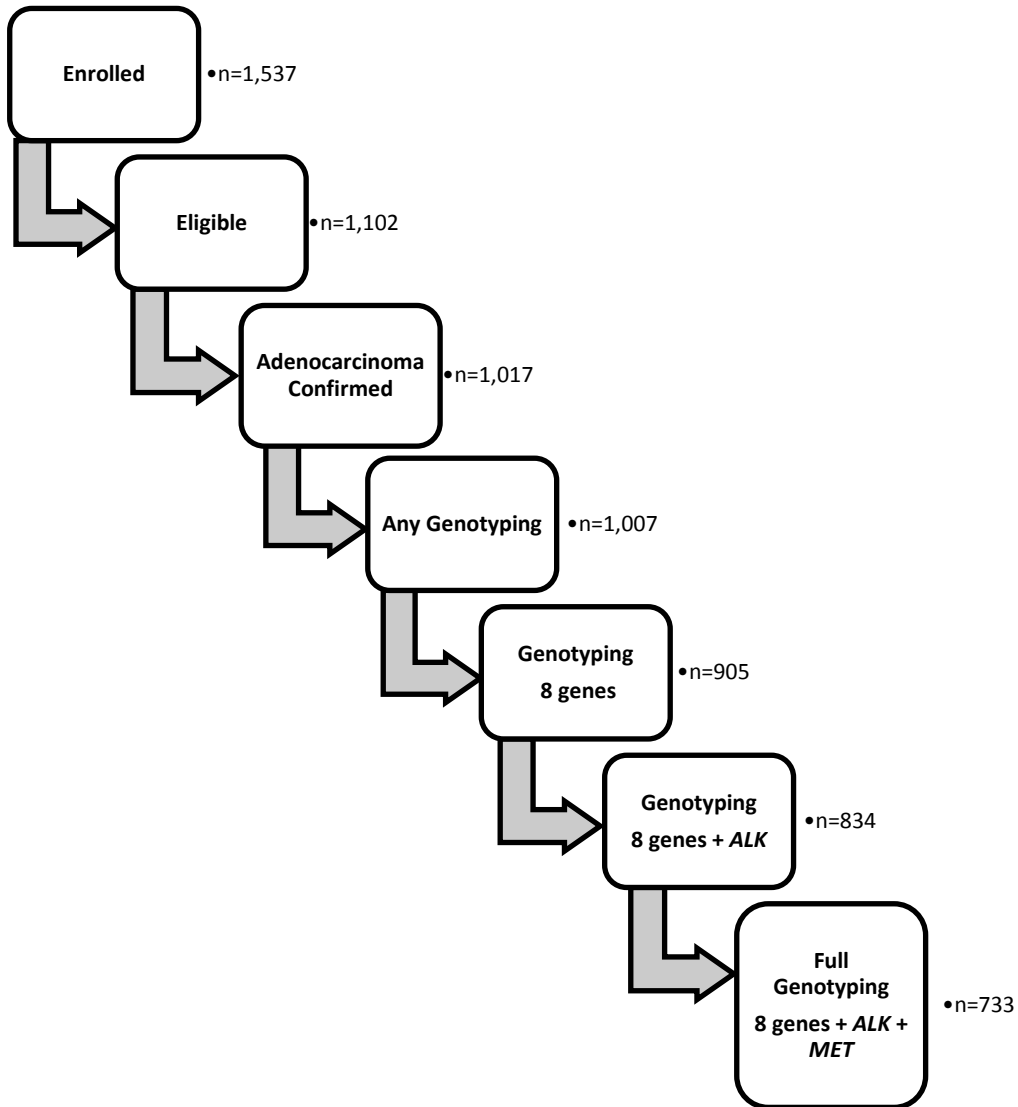 Enrolled
•n=1,537
Eligible
•n=1,102
Adenocarcinoma
Confirmed
•n=1,017
Any Genotyping
•n=1,007
Genotyping
8 genes
•n=905
Genotyping
8 genes + ALK
•n=834
Full
Genotyping
8 genes + ALK +
MET
•n=733